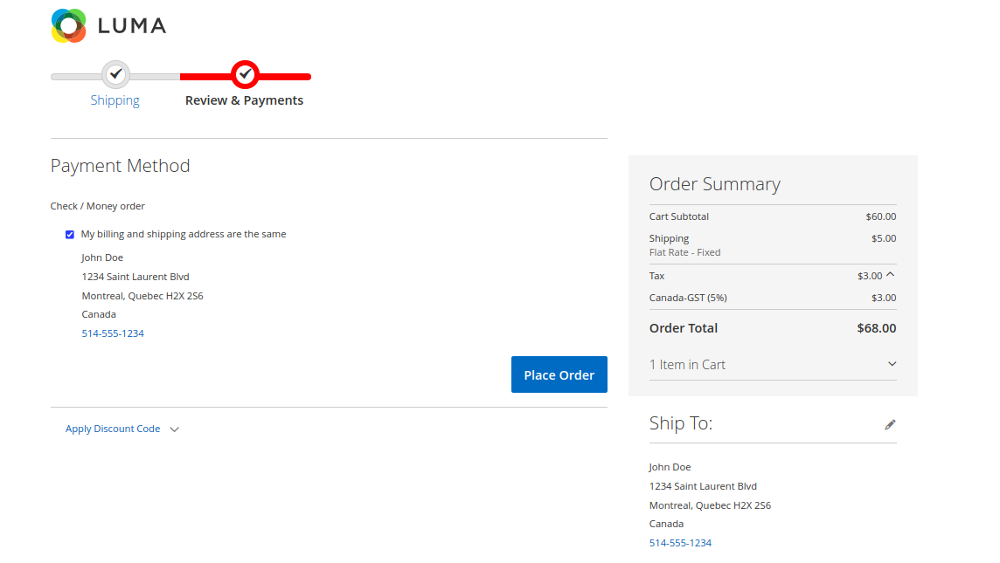 LUMA
Shipping
Review & Payments
Payment Method
Check / Money order
My billing and shipping address are the same
John Doe
1234 Saint Laurent Blvd
Montreal, Quebec H2X 2S6
Canada
514-555-1234
Place Order
Apply Discount Code
Order Summary
Cart Subtotal $60.00
Shipping $5.00
Flat Rate - Fixed
Tax $3.00
Canada-GST (5%) $3.00
Order Total $68.00
1 Item in Cart
Ship To:
John Doe
1234 Saint Laurent Blvd
Montreal, Quebec H2X 2S6
Canada
514-555-1234